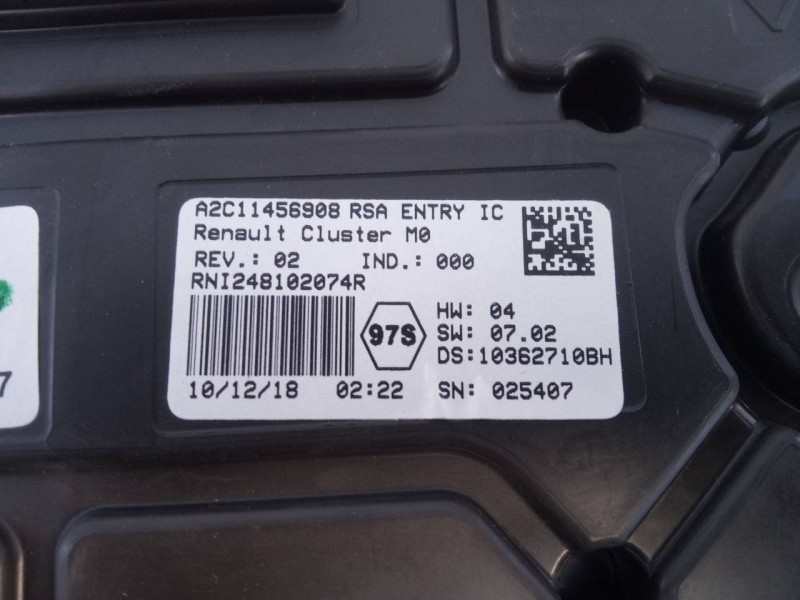 A2C11456908 RSA ENTRY IC
Renault Cluster M0
REV.: 02 IND.: 000
RNI248102074R
97S
HW: 04
SW: 07.02
DS:10362710BH
10/12/18 02:22 SN: 025407
7